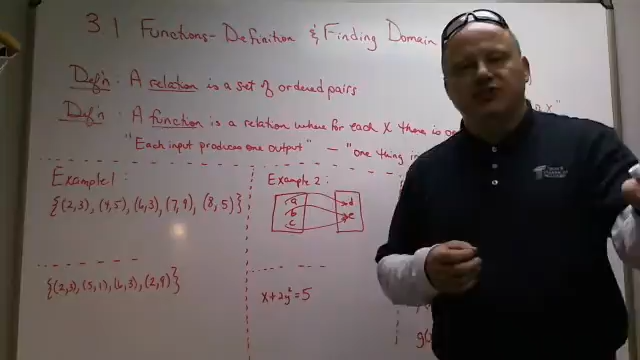 3.1 Functions - Definition & Finding Domain
Def'n: A relation is a set of ordered pairs
Def'n: A function is a relation where for each x there is o
"Each input produces one output" - "one thing in
Example 1:
{(2,3), (4,5), (6,3), (7,9), (8,5)}
{(2,3), (5,1), (6,3), (2,9)}
Example 2:
a
b
c
d
e
x+2y²=5
g(